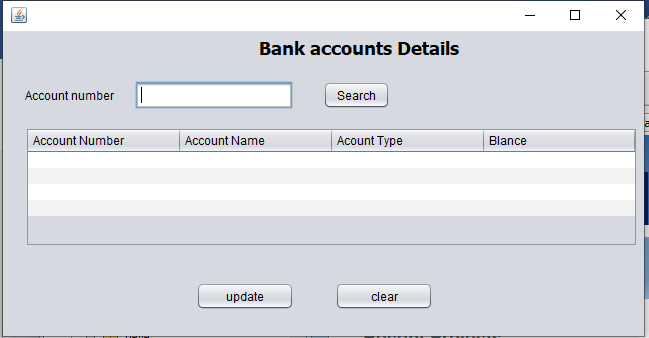 Bank accounts Details
Account number
Search
Account Number Account Name Acount Type Blance
update clear